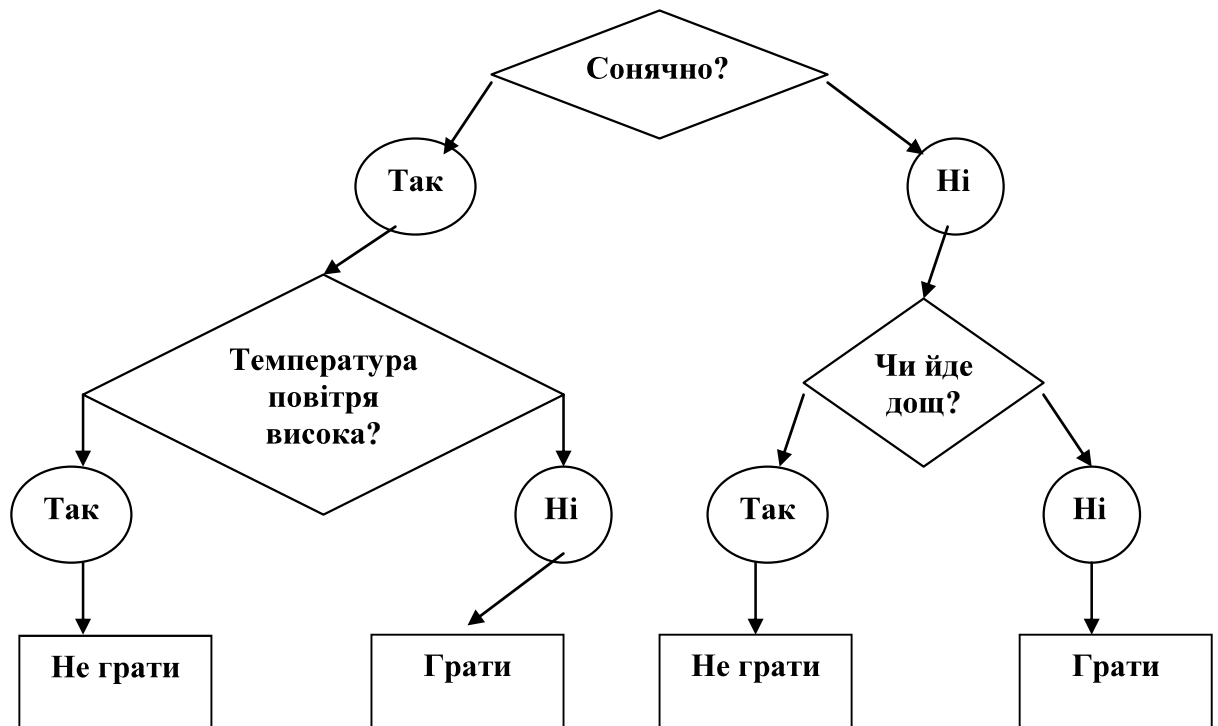 Сонячно?
Так
Ні
Температура
повітря
висока?
Чи йде
дощ?
Так
Ні
Так
Ні
Не грати
Грати
Не грати
Грати